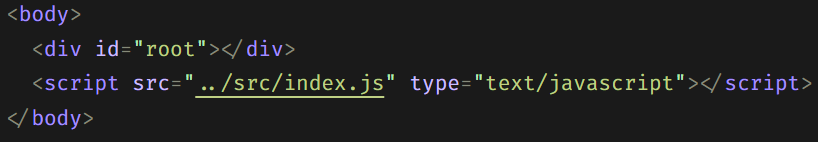 <body>
<div id="root"></div>
<script src="../src/index.js" type="text/javascript"></script>
</body>